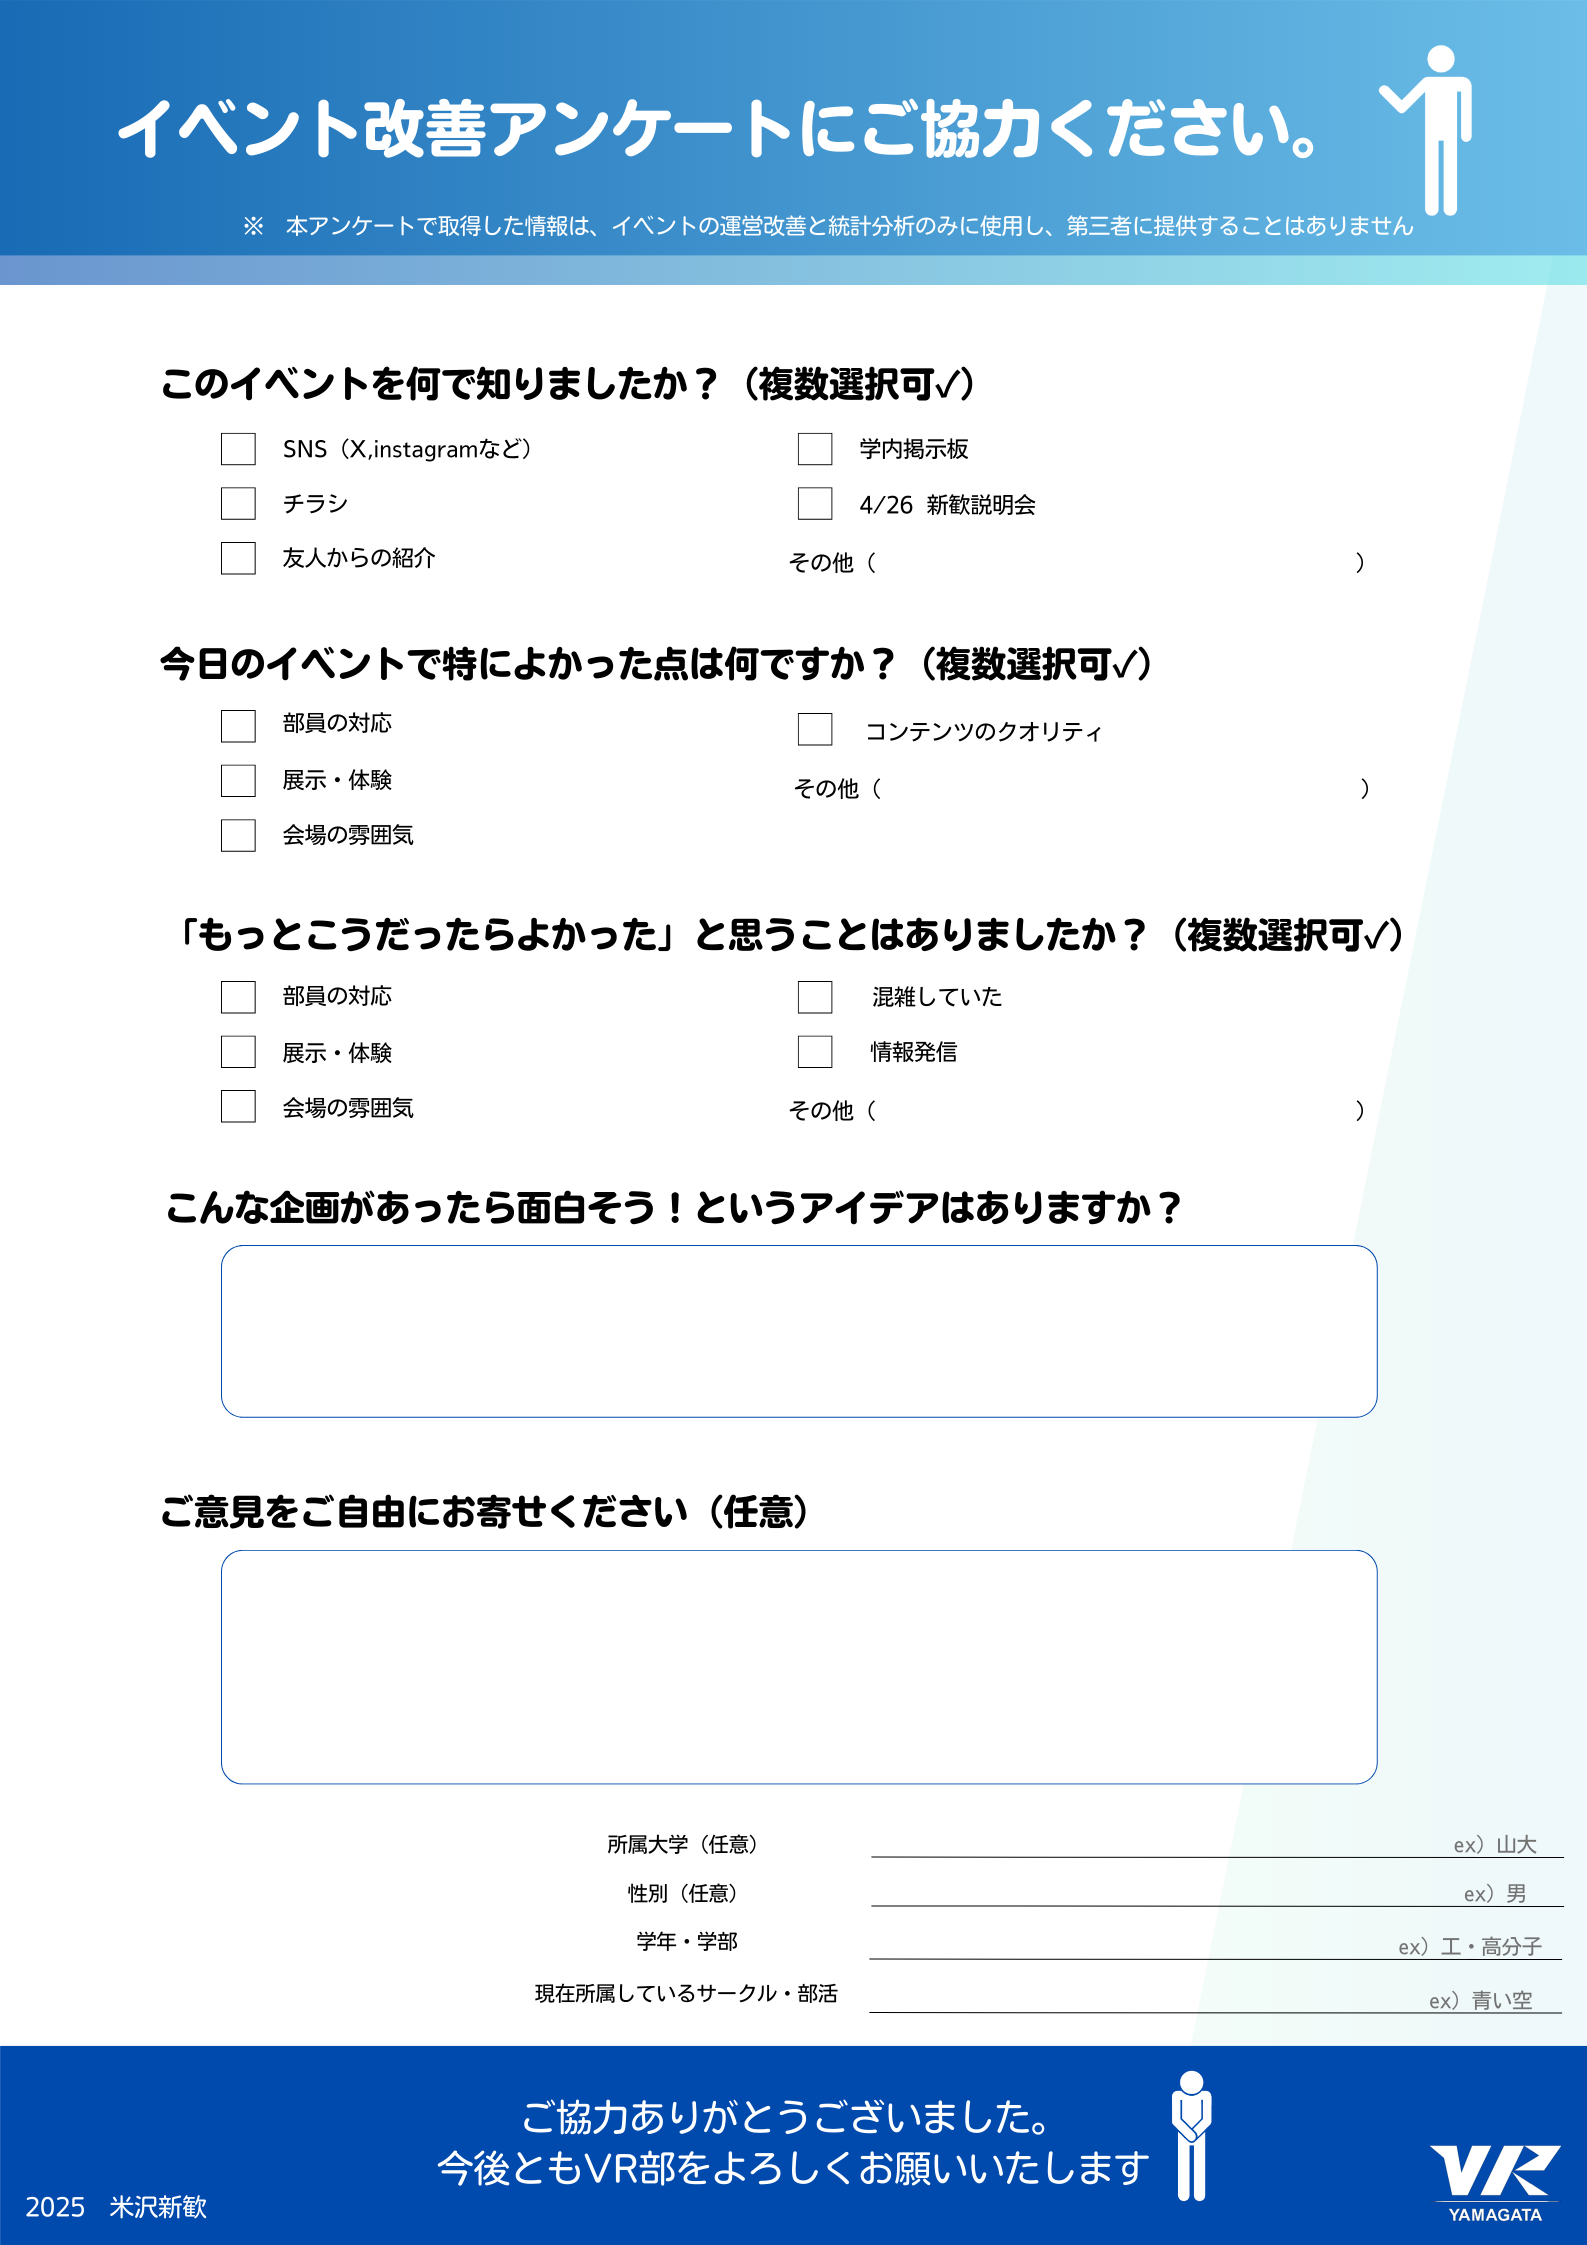 イベント改善アンケートにご協力ください。
※　本アンケートで取得した情報は、イベントの運営改善と統計分析のみに使用し、第三者に提供することはありません
このイベントを何で知りましたか？（複数選択可✓）
SNS（X,instagramなど）
学内掲示板
チラシ
4/26 新歓説明会
友人からの紹介
その他（　　　　　　　　　　　　　　　　　　　　　　）
今日のイベントで特によかった点は何ですか？（複数選択可✓）
部員の対応
コンテンツのクオリティ
展示・体験
その他（　　　　　　　　　　　　　　　　　　　　　　）
会場の雰囲気
「もっとこうだったらよかった」と思うことはありましたか？（複数選択可✓）
部員の対応
混雑していた
展示・体験
情報発信
会場の雰囲気
その他（　　　　　　　　　　　　　　　　　　　　　　）
こんな企画があったら面白そう！というアイデアはありますか？
ご意見をご自由にお寄せください（任意）
所属大学（任意）
ex）山大
性別（任意）
ex）男
学年・学部
ex）工・高分子
現在所属しているサークル・部活
ex）青い空
ご協力ありがとうございました。
今後ともVR部をよろしくお願いいたします
2025　米沢新歓
VR
YAMAGATA